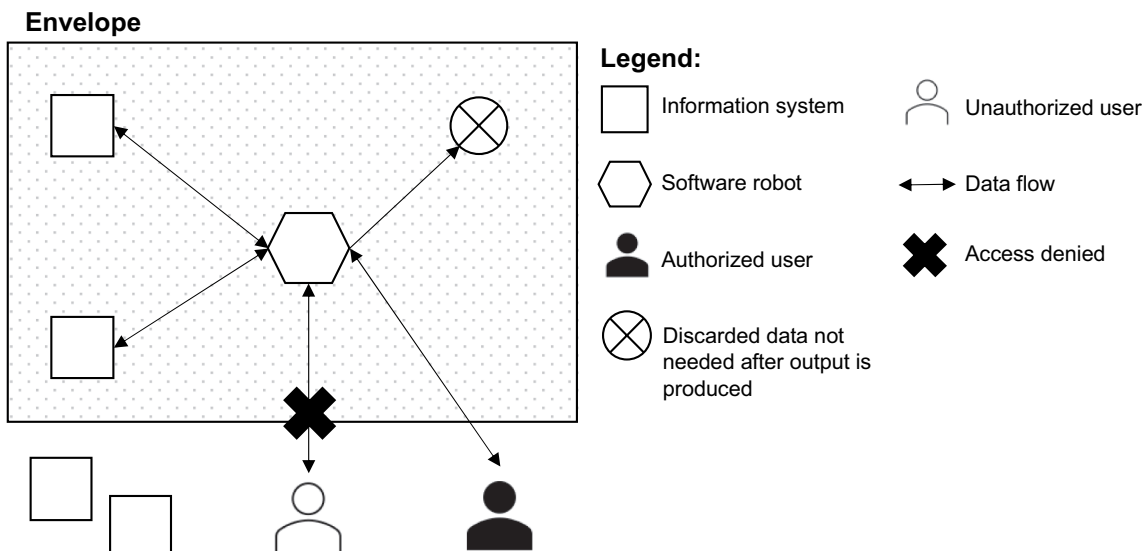 Envelope
Legend:
Information system
Unauthorized user
Software robot
Data flow
Authorized user
Access denied
Discarded data not
needed after output is
produced